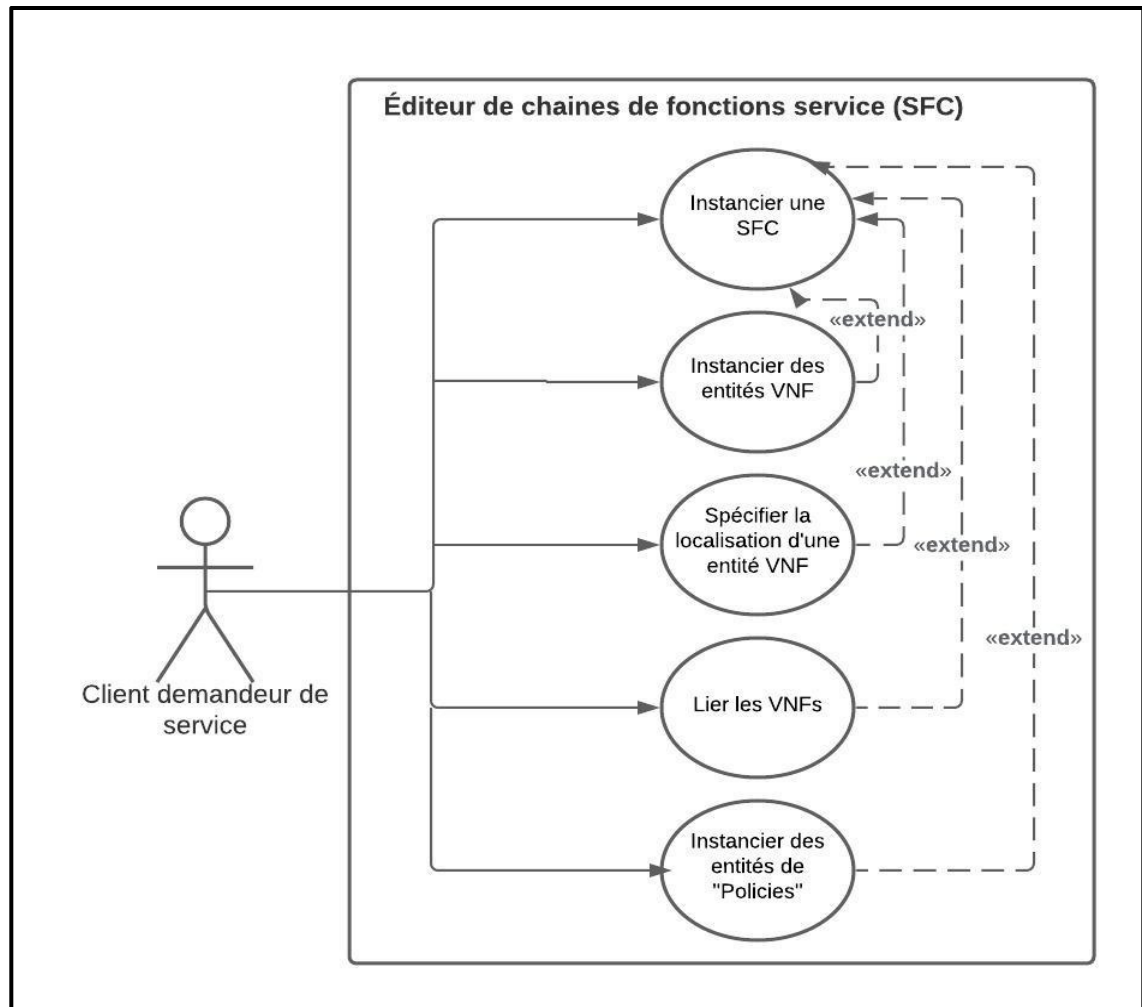 Éditeur de chaines de fonctions service (SFC)
Instancier une
SFC
«extend»
Instancier des
entités VNF
«extend»
Spécifier la
localisation d'une
entité VNF
«extend»
«extend»
Lier les VNFs
Client demandeur de
service
Instancier des
entités de
"Policies"